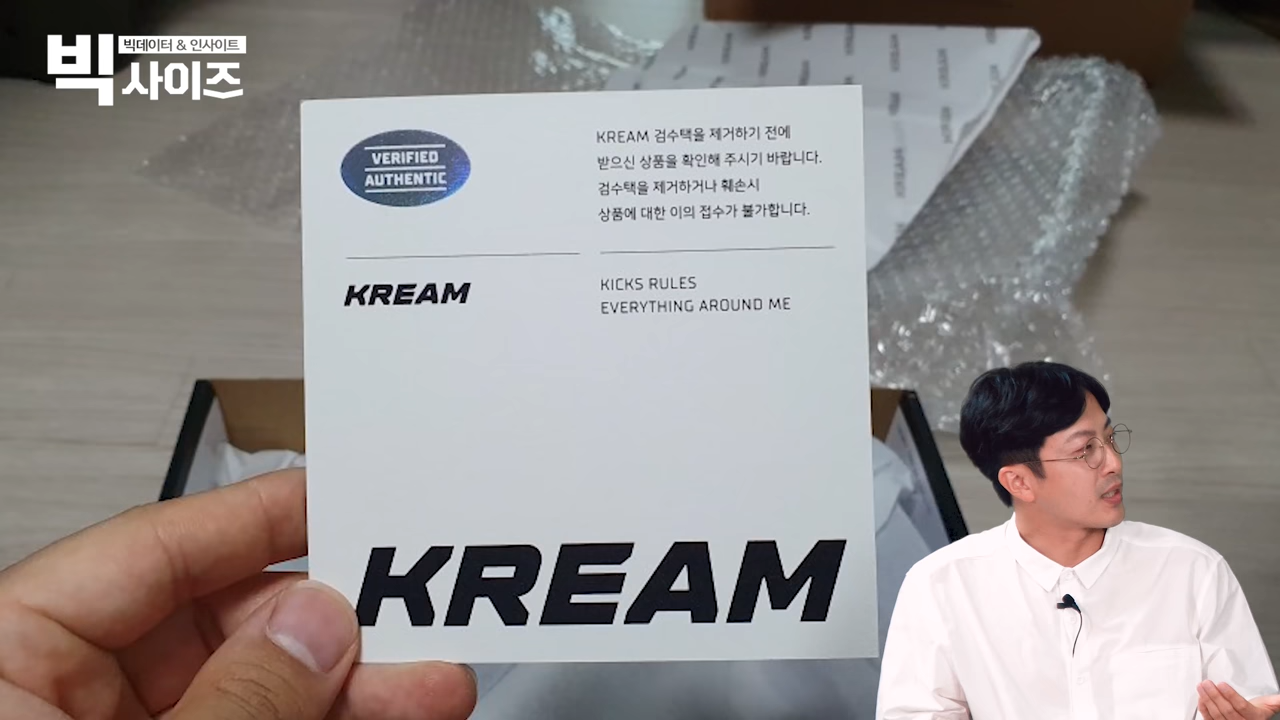 빅데이터 & 인사이트
빅사이즈
VERIFIED
AUTHENTIC
KREAM 검수택을 제거하기 전에
받으신 상품을 확인해 주시기 바랍니다.
검수택을 제거하거나 훼손시
상품에 대한 이의 접수가 불가합니다.
KREAM
KICKS RULES
EVERYTHING AROUND ME
KREAM